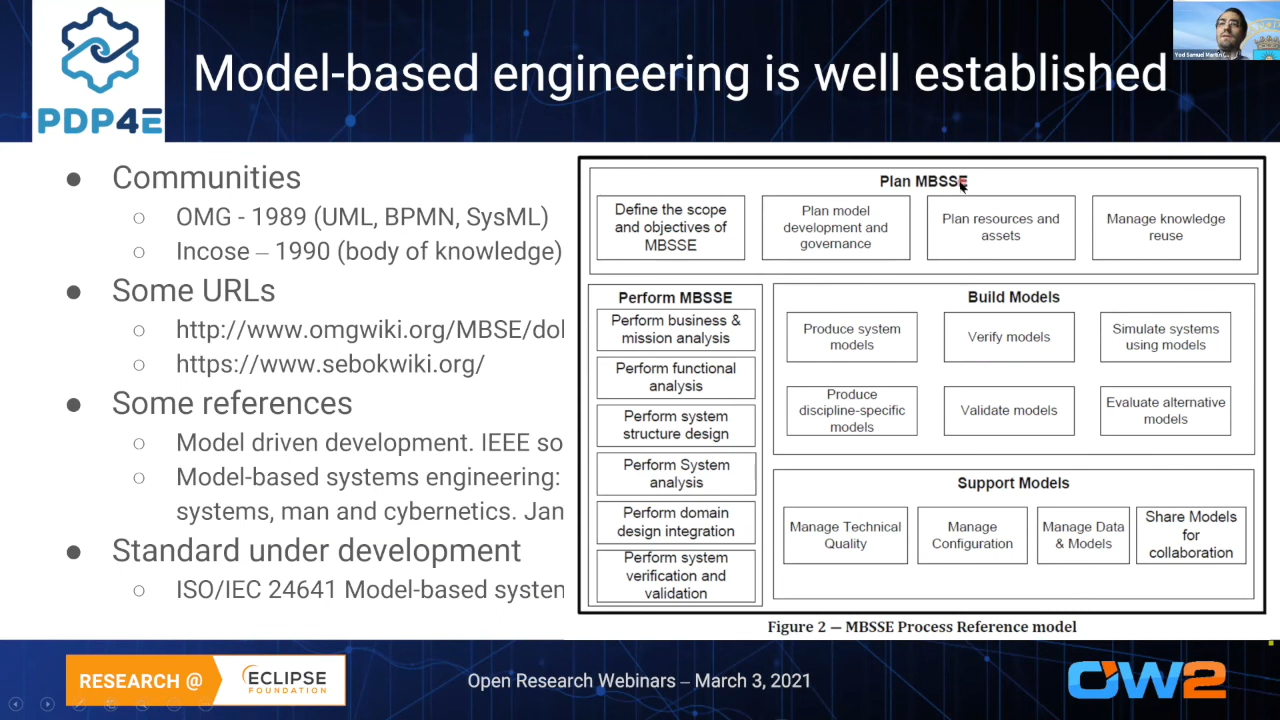 PDP4E
Model-based engineering is well established
Yod Samuel Martín
• Communities
○ OMG - 1989 (UML, BPMN, SysML)
○ Incose – 1990 (body of knowledge)
• Some URLs
○ http://www.omgwiki.org/MBSE/dol
○ https://www.sebokwiki.org/
• Some references
○ Model driven development. IEEE so
○ Model-based systems engineering:
systems, man and cybernetics. Jan
• Standard under development
○ ISO/IEC 24641 Model-based system
Plan MBSSE
Define the scope
and objectives of
MBSSE
Plan model
development and
governance
Plan resources and
assets
Manage knowledge
reuse
Perform MBSSE
Perform business &
mission analysis
Perform functional
analysis
Perform system
structure design
Perform System
analysis
Perform domain
design integration
Perform system
verification and
validation
Build Models
Produce system
models
Verify models
Simulate systems
using models
Produce
discipline-specific
models
Validate models
Evaluate alternative
models
Support Models
Manage Technical
Quality
Manage
Configuration
Manage Data
& Models
Share Models
for
collaboration
Figure 2 — MBSSE Process Reference model
RESEARCH @
ECLIPSE
FOUNDATION
Open Research Webinars – March 3, 2021
OW2